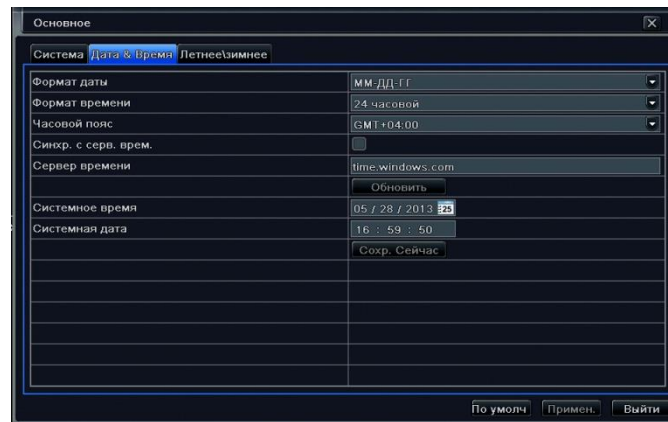 Основное
Система Дата & Время Летнее\зимнее
Формат даты ММ-ДД-ГГ
Формат времени 24 часовой
Часовой пояс GMT+04:00
Синхр. с серв. врем.
Сервер времени time.windows.com
Обновить
Системное время 05 / 28 / 2013 25
Системная дата 16 : 59 : 50
Сохр. Сейчас
По умолч Примен. Выйти